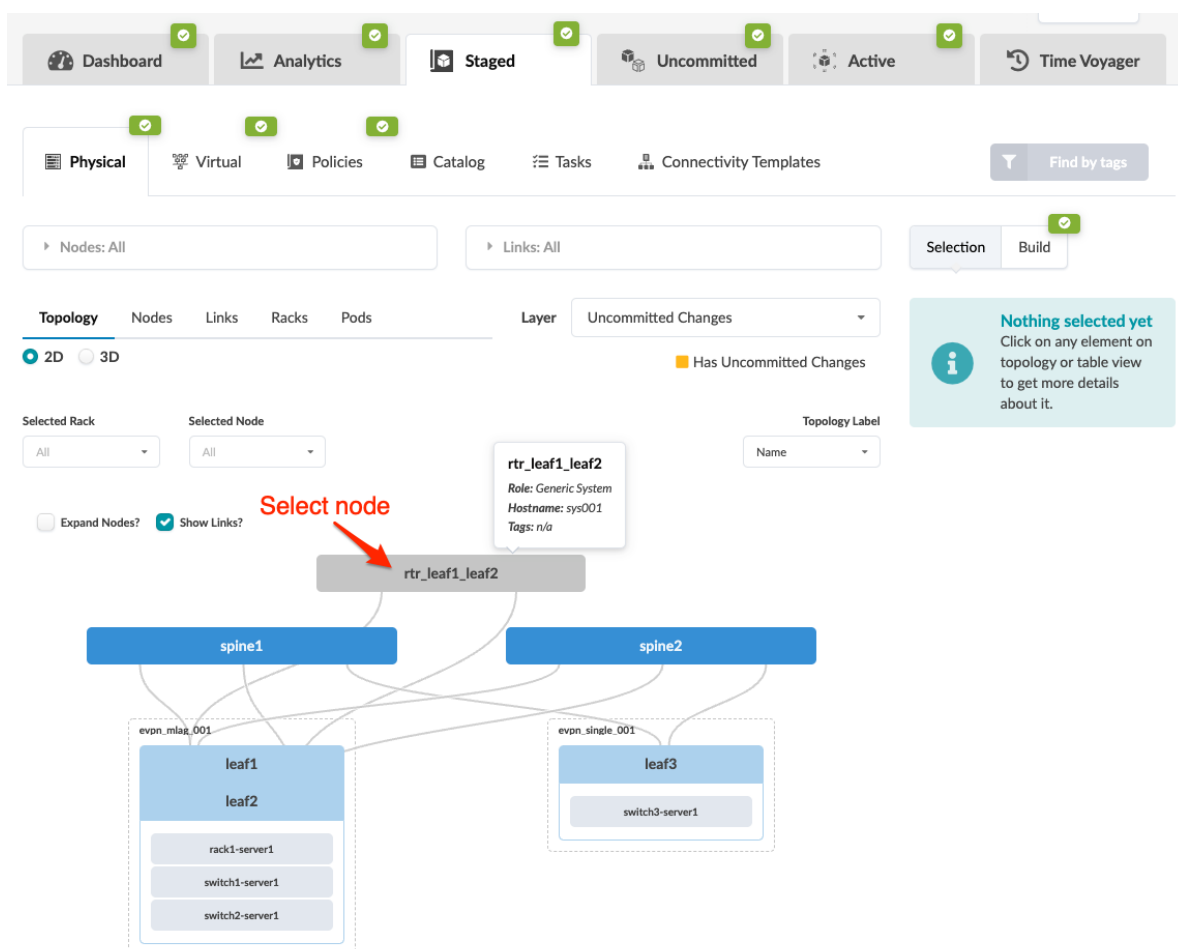 Dashboard
Analytics
Staged
Uncommitted
Active
Time Voyager
Physical
Virtual
Policies
Catalog
Tasks
Connectivity Templates
Find by tags
Nodes: All
Links: All
Selection
Build
Topology
Nodes
Links
Racks
Pods
Layer
Uncommitted Changes
2D
3D
Has Uncommitted Changes
Nothing selected yet
Click on any element on
topology or table view
to get more details
about it.
Selected Rack
All
Selected Node
All
Topology Label
Name
Expand Nodes?
Show Links?
Select node
rtr_leaf1_leaf2
Role: Generic System
Hostname: sys001
Tags: n/a
rtr_leaf1_leaf2
spine1
spine2
evpn_mlag_001
leaf1
leaf2
rack1-server1
switch1-server1
switch2-server1
evpn_single_001
leaf3
switch3-server1